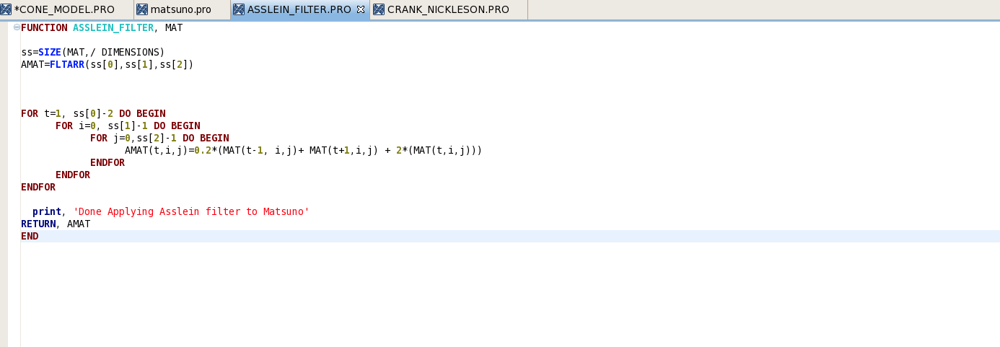 *CONE_MODEL.PRO matsuno.pro ASSLEIN_FILTER.PRO CRANK_NICKLESON.PRO
FUNCTION ASSLEIN_FILTER, MAT
ss=SIZE(MAT,/ DIMENSIONS)
AMAT=FLTARR(ss[0],ss[1],ss[2])
FOR t=1, ss[0]-2 DO BEGIN
FOR i=0, ss[1]-1 DO BEGIN
FOR j=0,ss[2]-1 DO BEGIN
AMAT(t,i,j)=0.2*(MAT(t-1, i,j)+ MAT(t+1,i,j) + 2*(MAT(t,i,j)))
ENDFOR
ENDFOR
ENDFOR
print, 'Done Applying Asslein filter to Matsuno'
RETURN, AMAT
END